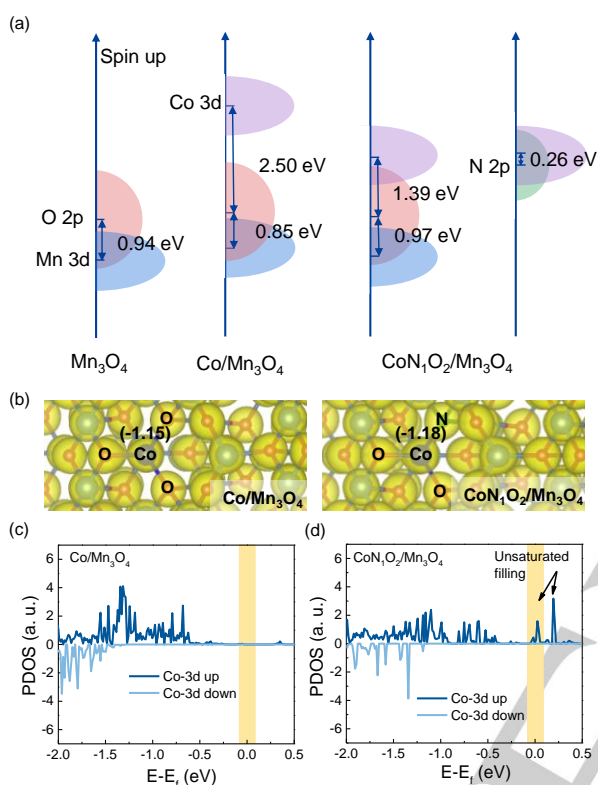 (a)
Spin up
Co 3d
2.50 eV
N 2p
0.26 eV
1.39 eV
O 2p
0.94 eV
0.85 eV
0.97 eV
Mn 3d
Mn₃O₄
Co/Mn₃O₄
CoN₁O₂/Mn₃O₄
(b)
O
(-1.15)
O
Co
O
Co/Mn₃O₄
N
(-1.18)
O
Co
O
CoN₁O₂/Mn₃O₄
(c)
Co/Mn₃O₄
PDOS (a. u.)
6
4
2
0
-2
-4
-6
Co-3d up
Co-3d down
-2.0 -1.5 -1.0 -0.5 0.0 0.5
E-E_f (eV)
(d)
CoN₁O₂/Mn₃O₄
Unsaturated
filling
PDOS (a. u.)
6
4
2
0
-2
-4
-6
Co-3d up
Co-3d down
-2.0 -1.5 -1.0 -0.5 0.0 0.5
E-E_f (eV)